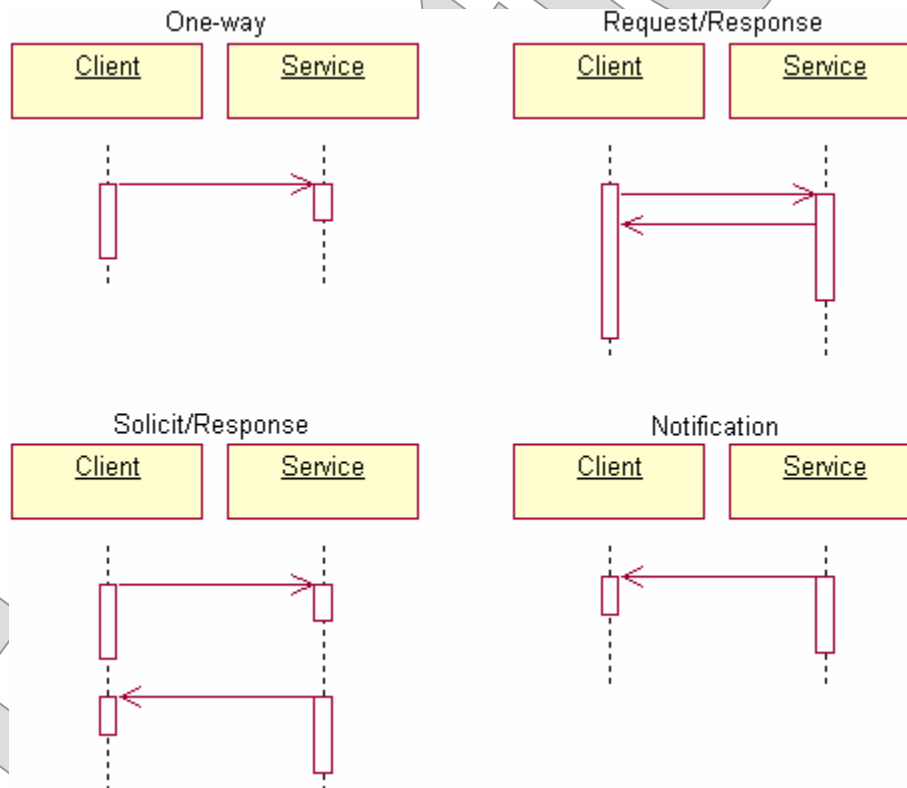 One-way
Client Service
Request/Response
Client Service
Solicit/Response
Client Service
Notification
Client Service